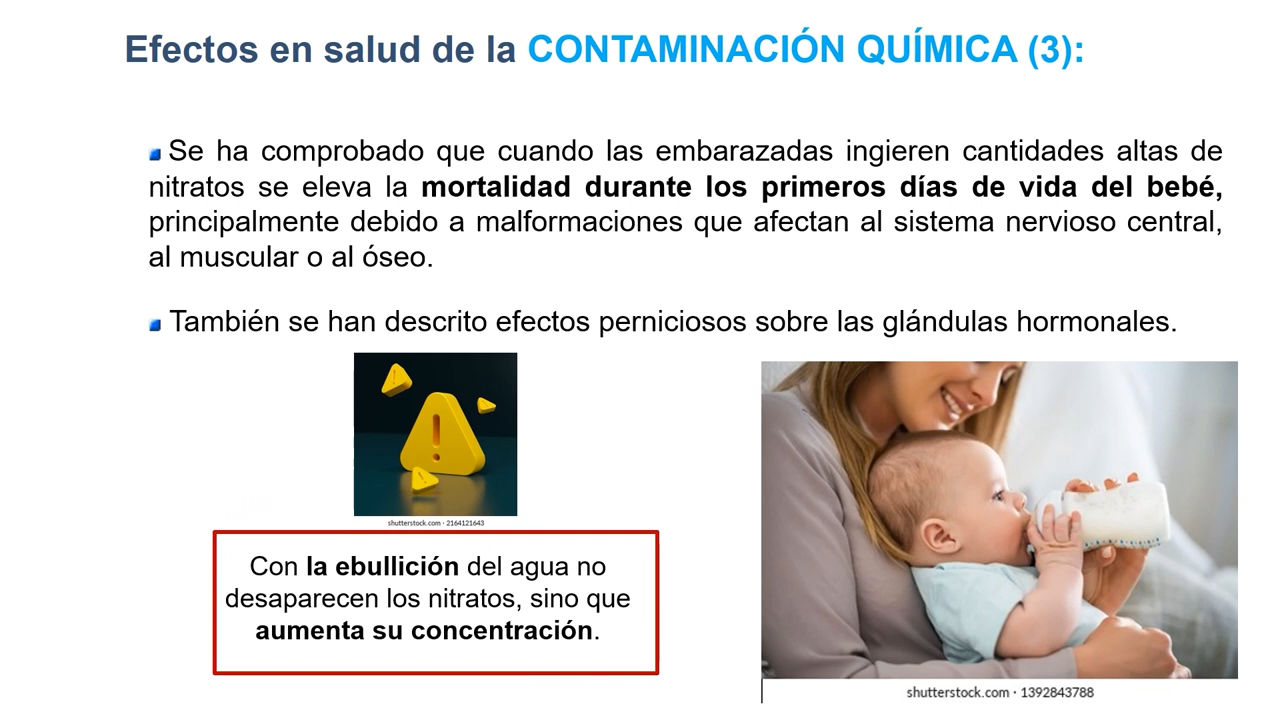 Efectos en salud de la CONTAMINACIÓN QUÍMICA (3):
Se ha comprobado que cuando las embarazadas ingieren cantidades altas de
nitratos se eleva la mortalidad durante los primeros días de vida del bebé,
principalmente debido a malformaciones que afectan al sistema nervioso central,
al muscular o al óseo.
También se han descrito efectos perniciosos sobre las glándulas hormonales.
shutterstock.com · 2164121643
Con la ebullición del agua no
desaparecen los nitratos, sino que
aumenta su concentración.
shutterstock.com · 1392843788